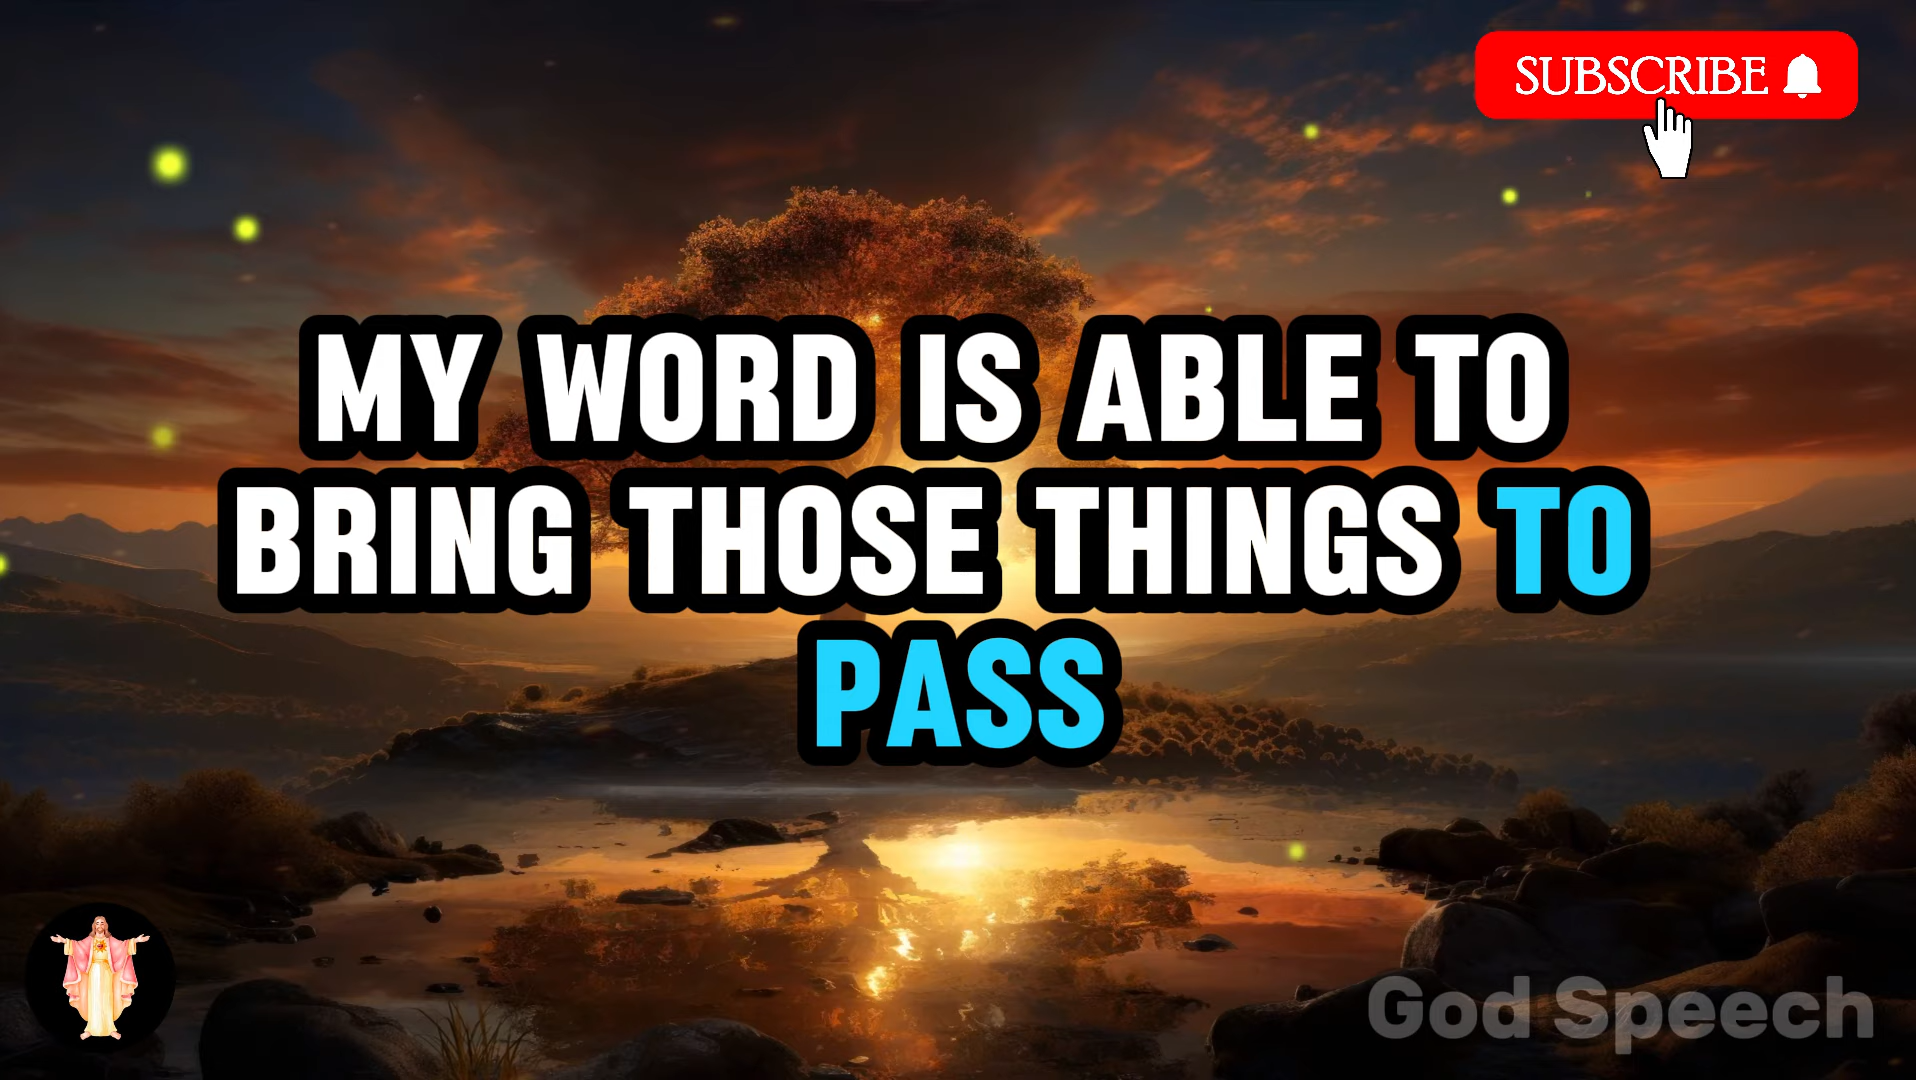 SUBSCRIBE
MY WORD IS ABLE TO
BRING THOSE THINGS TO
PASS
God Speech